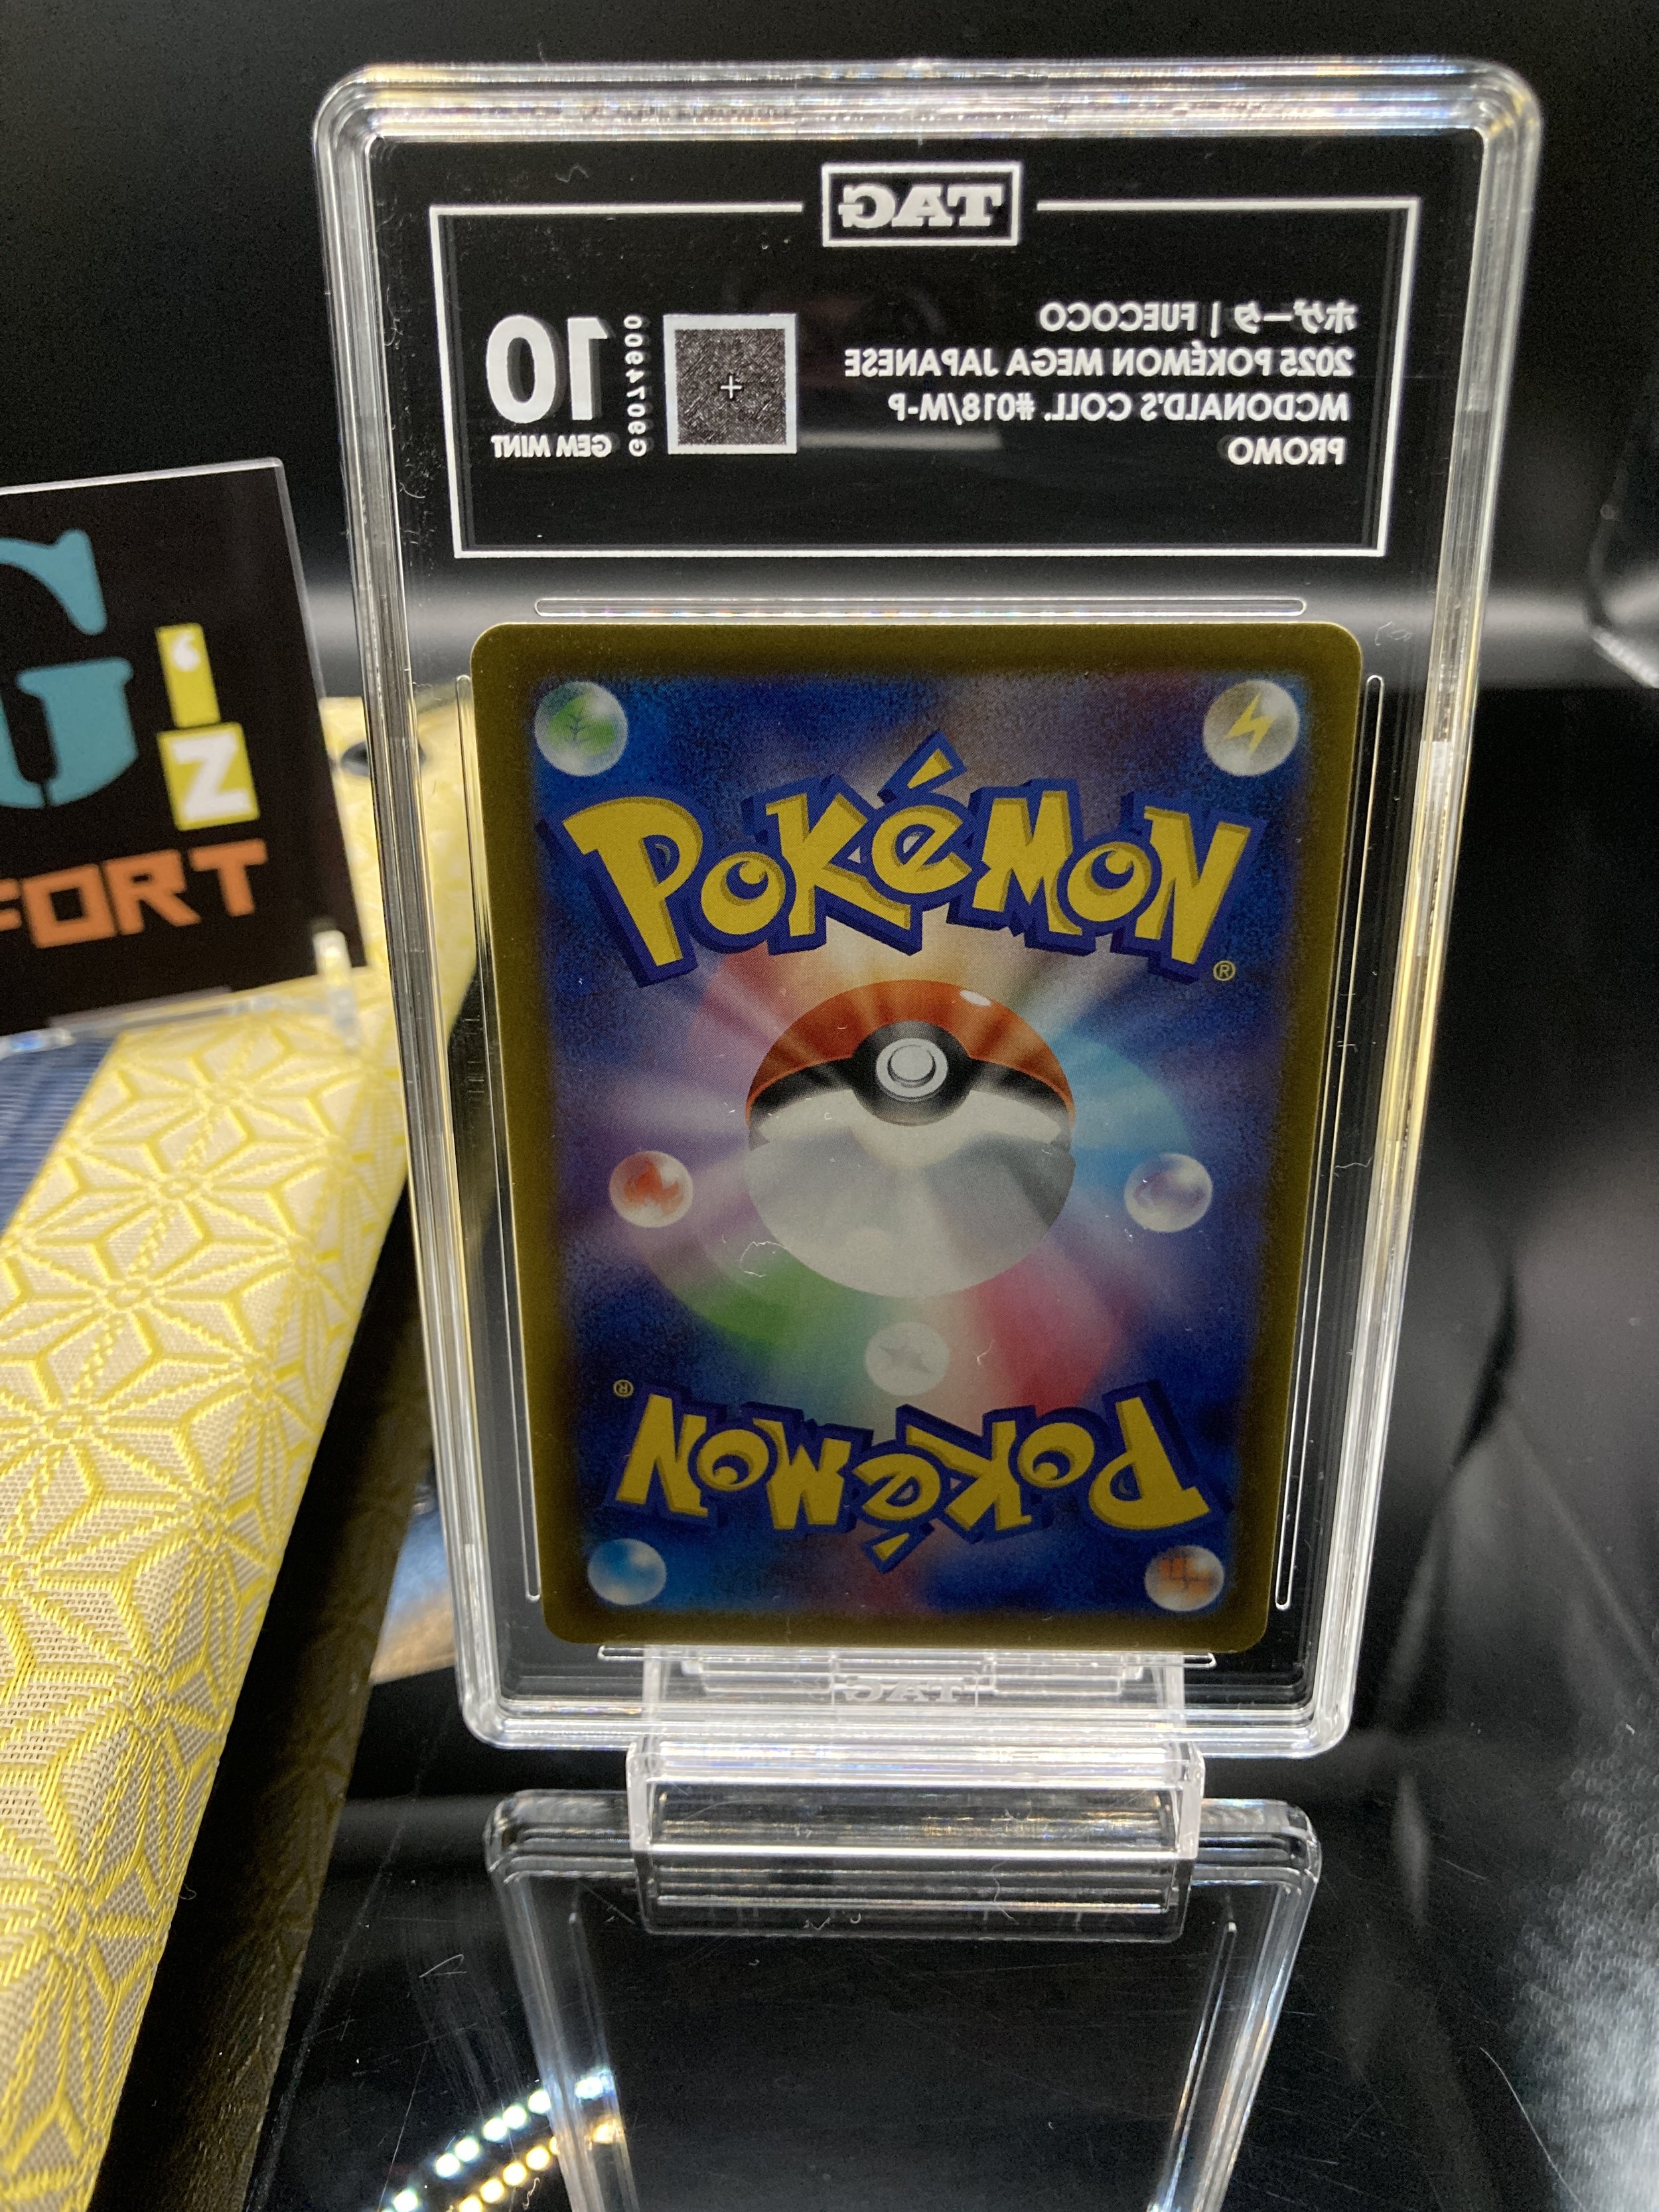 TAG
ホゲータ | FUECOCO
2025 POKÉMON MEGA JAPANESE
MCDONALD'S COLL. #018/M-P
PROMO
G9074900
10
GEM MINT
POKéMON®
POKéMON®
TAG
G
G'
Z
FORT